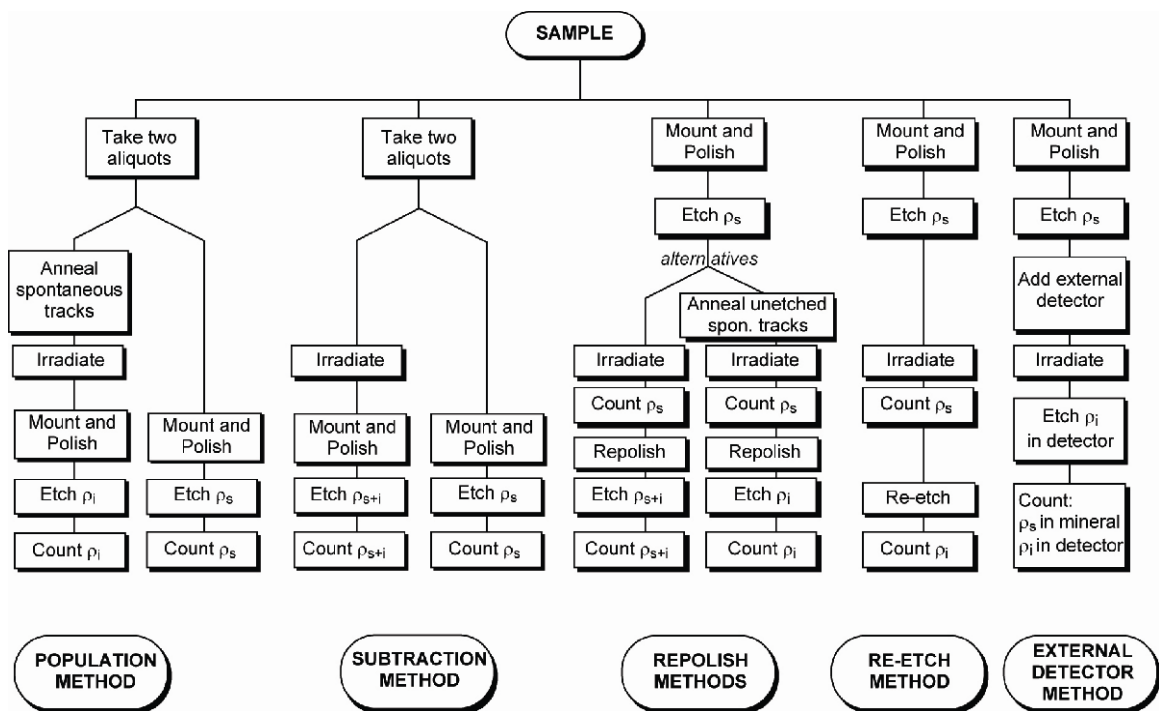 SAMPLE
Take two
aliquots
Anneal
spontaneous
tracks
Irradiate
Mount and
Polish
Etch ρi
Count ρi
Mount and
Polish
Etch ρs
Count ρs
POPULATION
METHOD
Take two
aliquots
Irradiate
Mount and
Polish
Etch ρs+i
Count ρs+i
Mount and
Polish
Etch ρs
Count ρs
SUBTRACTION
METHOD
Mount and
Polish
Etch ρs
alternatives
Irradiate
Count ρs
Repolish
Etch ρs+i
Count ρs+i
Anneal unetched
spon. tracks
Irradiate
Count ρs
Repolish
Etch ρi
Count ρi
REPOLISH
METHODS
Mount and
Polish
Etch ρs
Irradiate
Count ρs
Re-etch
Count ρi
RE-ETCH
METHOD
Mount and
Polish
Etch ρs
Add external
detector
Irradiate
Etch ρi
in detector
Count:
ρs in mineral
ρi in detector
EXTERNAL
DETECTOR
METHOD